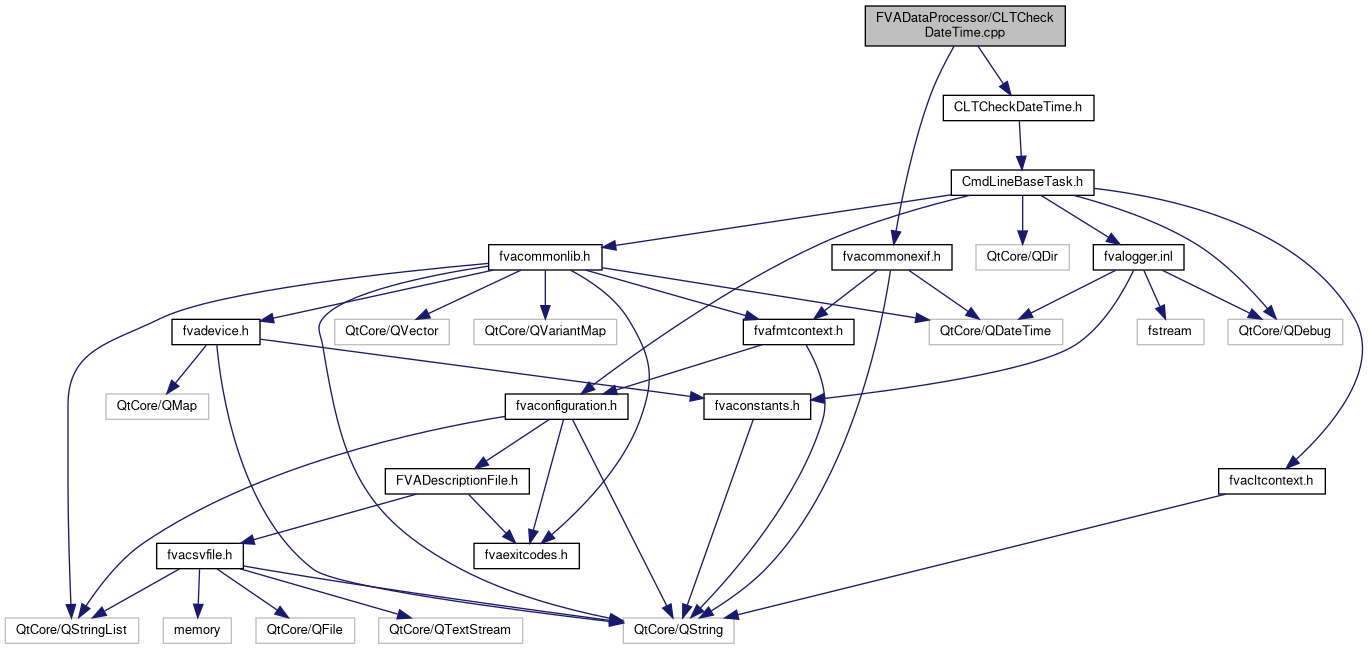 FVADataProcessor/CLTCheck
DateTime.cpp
CLTCheckDateTime.h
CmdLineBaseTask.h
fvacommonlib.h
fvacommonexif.h
QtCore/QDir
fvalogger.inl
fvadevice.h
QtCore/QVector
QtCore/QVariantMap
fvafmtcontext.h
QtCore/QDateTime
fstream
QtCore/QDebug
QtCore/QMap
fvaconfiguration.h
fvaconstants.h
FVADescriptionFile.h
fvacltcontext.h
fvacsvfile.h
fvaexitcodes.h
QtCore/QStringList
memory
QtCore/QFile
QtCore/QTextStream
QtCore/QString